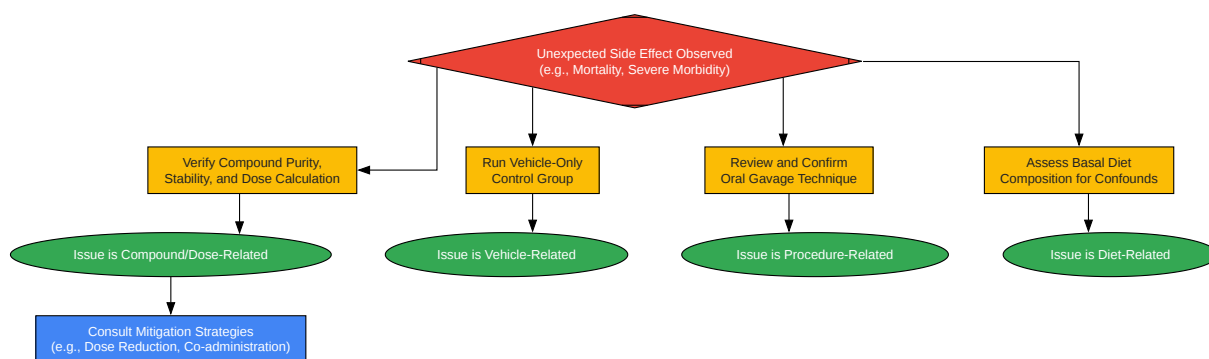 Unexpected Side Effect Observed
(e.g., Mortality, Severe Morbidity)
Verify Compound Purity,
Stability, and Dose Calculation
Run Vehicle-Only
Control Group
Review and Confirm
Oral Gavage Technique
Assess Basal Diet
Composition for Confounds
Issue is Compound/Dose-Related
Issue is Vehicle-Related
Issue is Procedure-Related
Issue is Diet-Related
Consult Mitigation Strategies
(e.g., Dose Reduction, Co-administration)